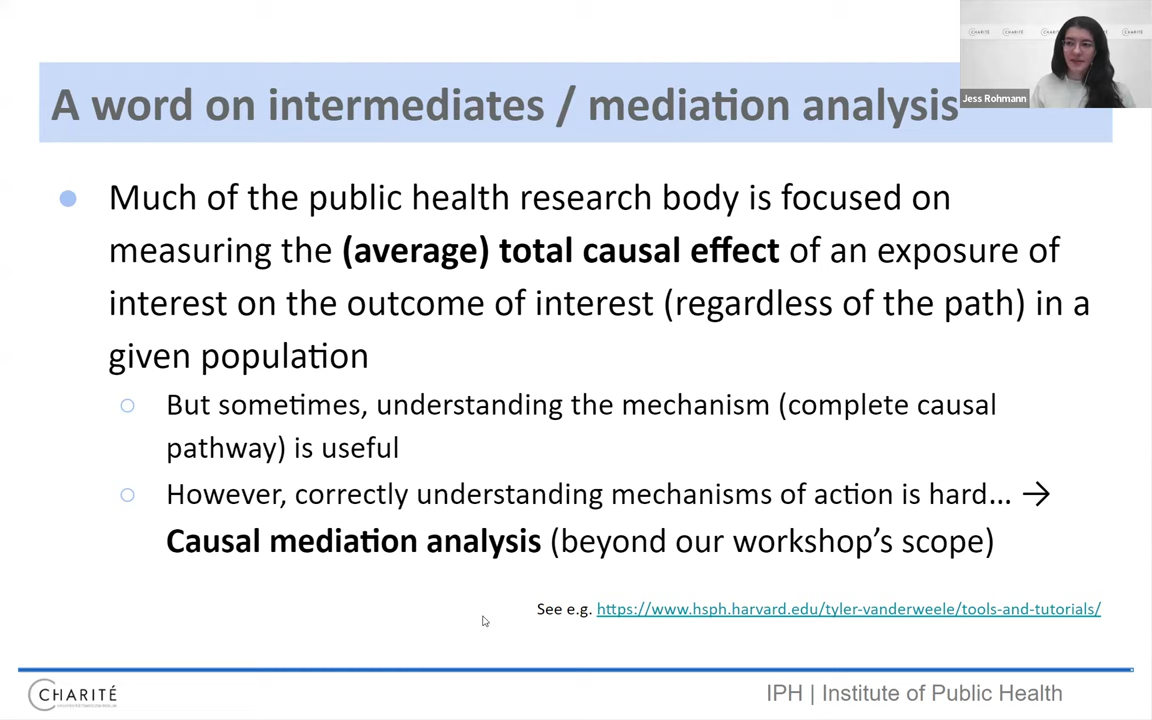 CHARITÉ CHARITÉ
Jess Rohmann
A word on intermediates / mediation analysis
● Much of the public health research body is focused on
measuring the (average) total causal effect of an exposure of
interest on the outcome of interest (regardless of the path) in a
given population
○ But sometimes, understanding the mechanism (complete causal
pathway) is useful
○ However, correctly understanding mechanisms of action is hard... →
Causal mediation analysis (beyond our workshop's scope)
See e.g. https://www.hsph.harvard.edu/tyler-vanderweele/tools-and-tutorials/
CHARITÉ
IPH | Institute of Public Health